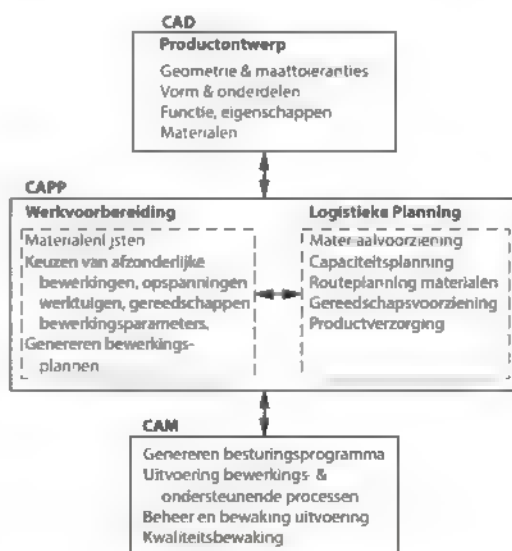 CAD
Productontwerp
Geometrie & maattoleranties
Vorm & onderdelen
Functie, eigenschappen
Materialen
CAPP
Werkvoorbereiding
Materialenlijsten
Keuzen van afzonderlijke
bewerkingen, opspanningen
werktuigen, gereedschappen
bewerkingsparameters,
Genereren bewerkings-
plannen
Logistieke Planning
Materiaalvoorziening
Capaciteitsplanning
Routeplanning materialen
Gereedschapsvoorziening
Productverzorging
CAM
Genereren besturingsprogramma
Uitvoering bewerkings- &
ondersteunende processen
Beheer en bewaking uitvoering
Kwaliteitsbewaking